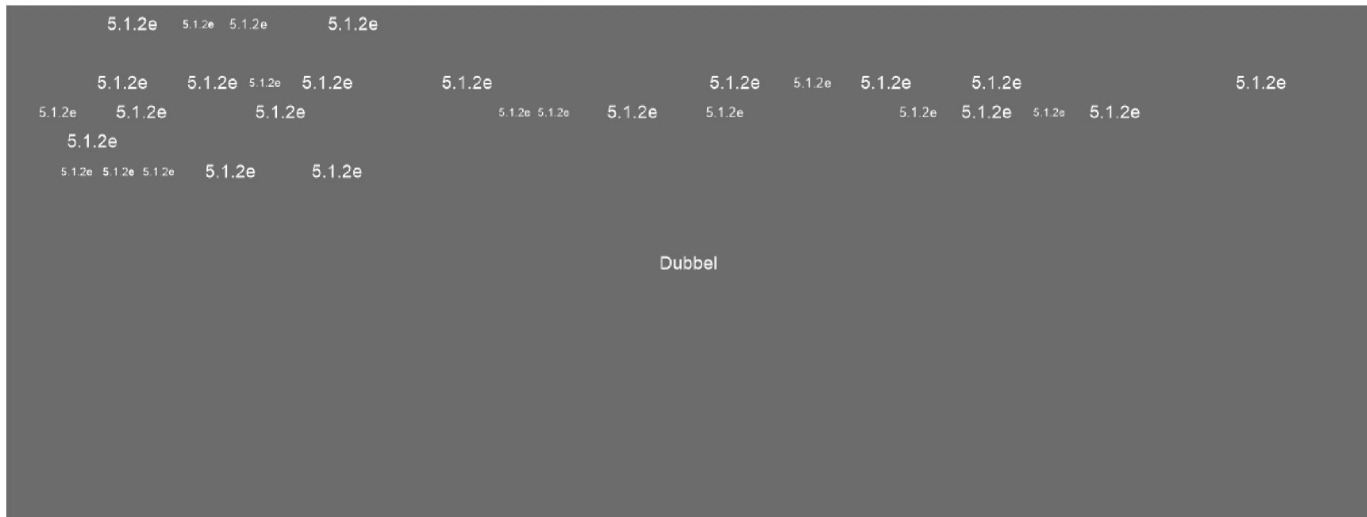 5.1.2e 5.1.2e 5.1.2e 5.1.2e
5.1.2e 5.1.2e 5.1.2e 5.1.2e 5.1.2e 5.1.2e 5.1.2e 5.1.2e 5.1.2e 5.1.2e
5.1.2e 5.1.2e 5.1.2e 5.1.2e 5.1.2e 5.1.2e 5.1.2e 5.1.2e 5.1.2e 5.1.2e 5.1.2e
5.1.2e
5.1.2e 5.1.2e 5.1.2e 5.1.2e 5.1.2e
Dubbel